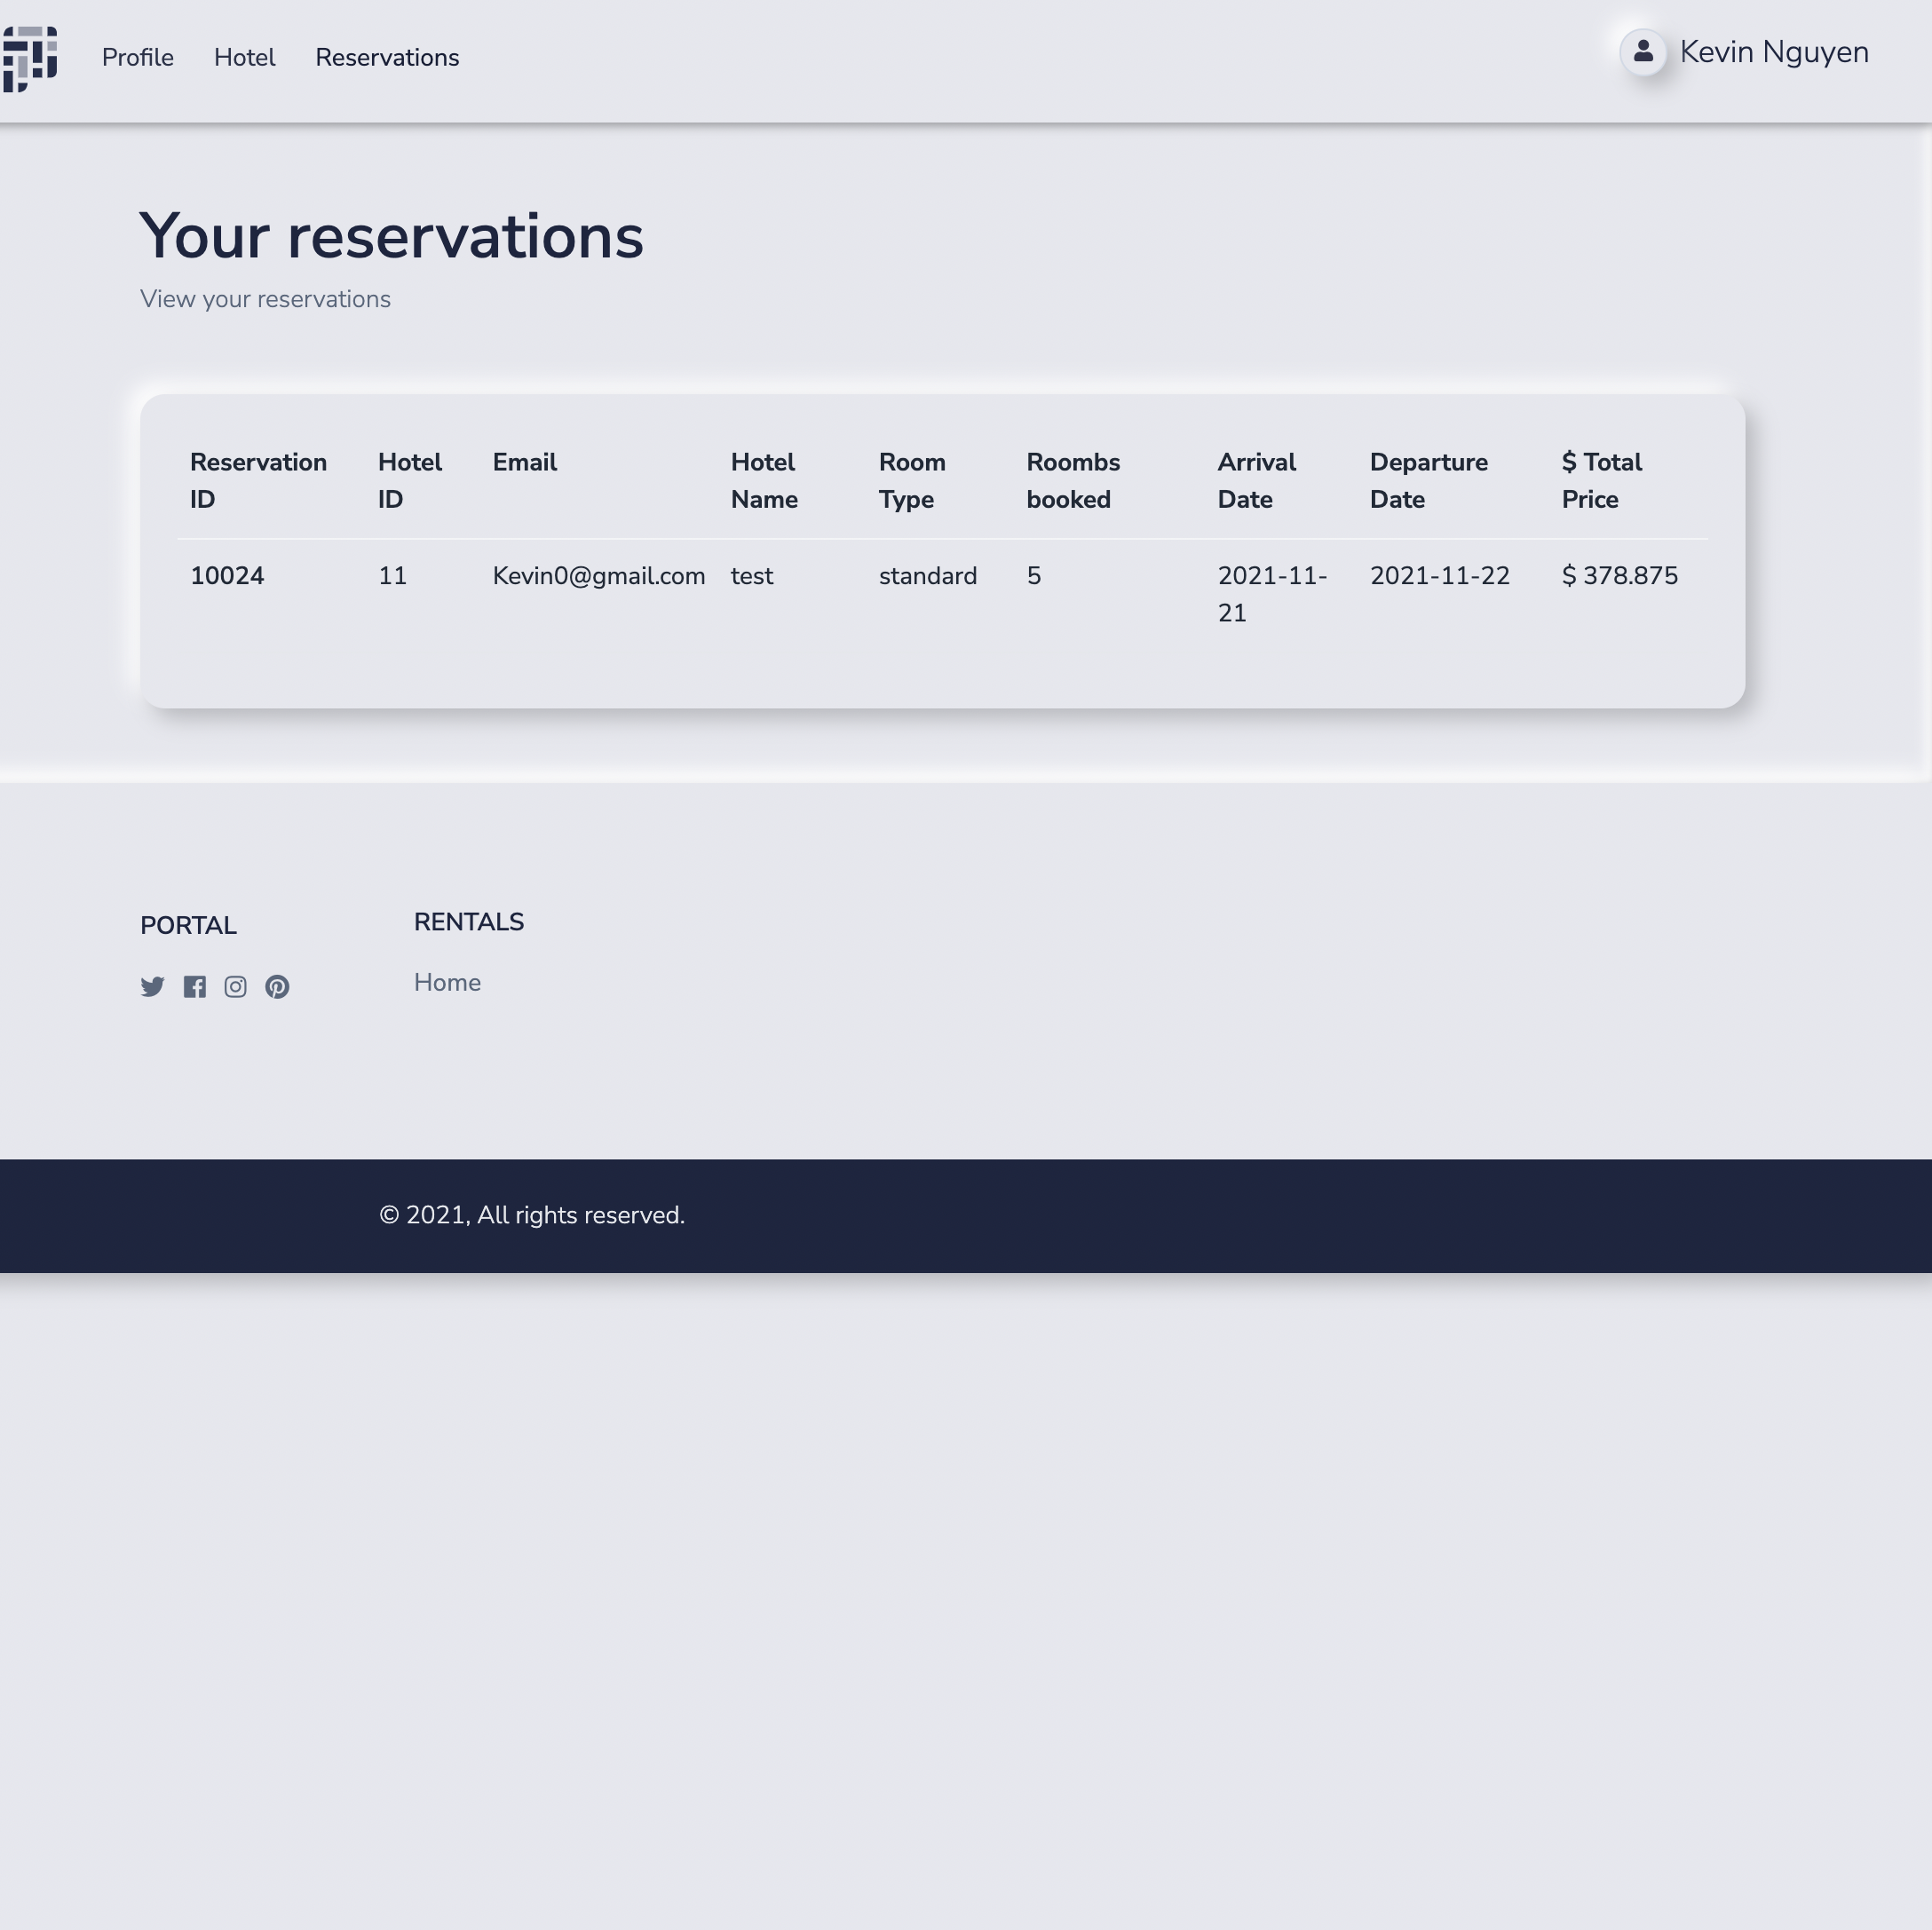 Profile Hotel Reservations Kevin Nguyen
Your reservations
View your reservations
Reservation ID Hotel ID Email Hotel Name Room Type Roombs booked Arrival Date Departure Date $ Total Price
10024 11 Kevin0@gmail.com test standard 5 2021-11-21 2021-11-22 $ 378.875
PORTAL
RENTALS
Home
© 2021, All rights reserved.